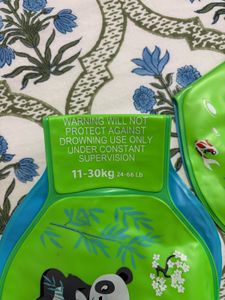 WARNING WILL NOT
PROTECT AGAINST
DROWNING USE ONLY
UNDER CONSTANT
SUPERVISION
11-30kg 24-66 Lb